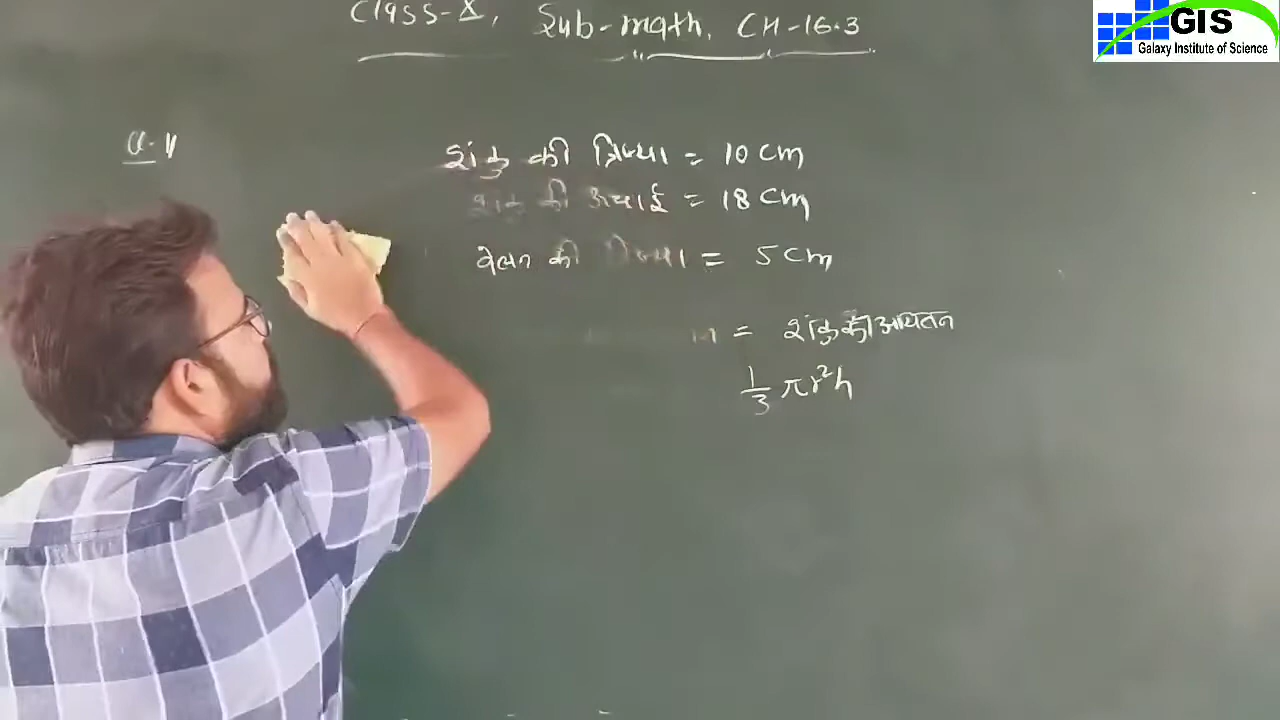 GIS
Galaxy Institute of Science
Class-X, Sub-math, CH-16.3
शंकु की त्रिज्या = 10 cm
शंकु की ऊंचाई = 18 cm
बेलन की त्रिज्या = 5 cm
= शंकु का आयतन
1/3 πr²h